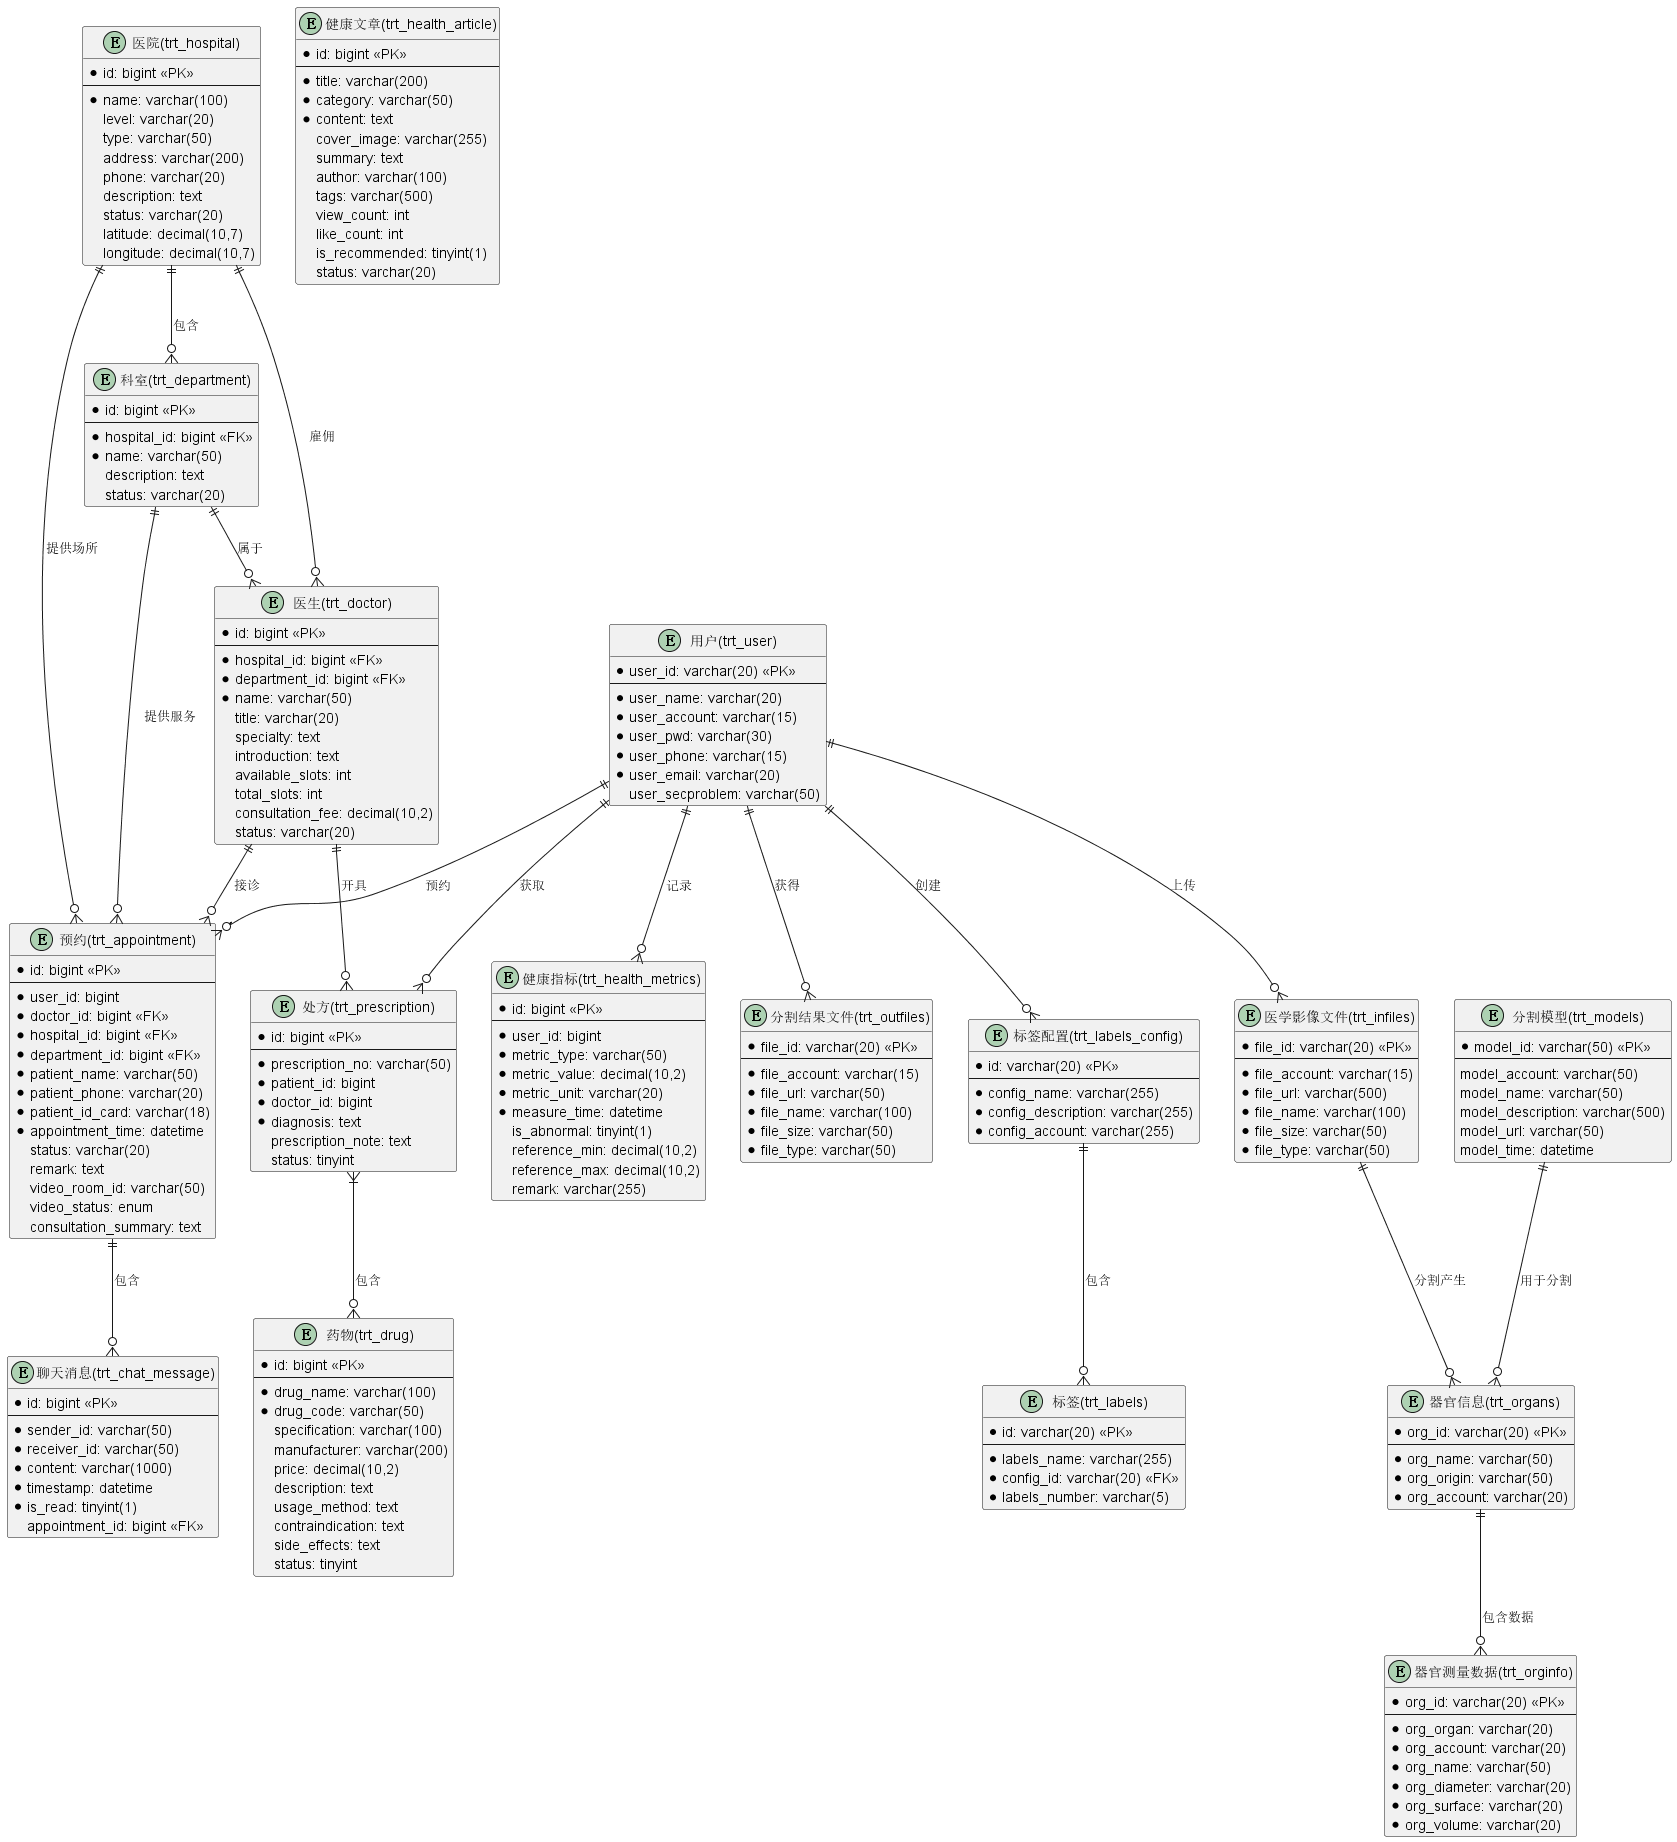 E 医院(trt_hospital)
id: bigint «PK»
name: varchar(100)
level: varchar(20)
type: varchar(50)
address: varchar(200)
phone: varchar(20)
description: text
status: varchar(20)
latitude: decimal(10,7)
longitude: decimal(10,7)
E 健康文章(trt_health_article)
id: bigint «PK»
title: varchar(200)
category: varchar(50)
content: text
cover_image: varchar(255)
summary: text
author: varchar(100)
tags: varchar(500)
view_count: int
like_count: int
is_recommended: tinyint(1)
status: varchar(20)
包含
E 科室(trt_department)
id: bigint «PK»
hospital_id: bigint «FK»
name: varchar(50)
description: text
status: varchar(20)
雇佣
提供场所
属于
提供服务
E 医生(trt_doctor)
id: bigint «PK»
hospital_id: bigint «FK»
department_id: bigint «FK»
name: varchar(50)
title: varchar(20)
specialty: text
introduction: text
available_slots: int
total_slots: int
consultation_fee: decimal(10,2)
status: varchar(20)
E 用户(trt_user)
user_id: varchar(20) «PK»
user_name: varchar(20)
user_account: varchar(15)
user_pwd: varchar(30)
user_phone: varchar(15)
user_email: varchar(20)
user_secproblem: varchar(50)
接诊
开具
预约
获取
记录
获得
创建
上传
E 预约(trt_appointment)
id: bigint «PK»
user_id: bigint
doctor_id: bigint «FK»
hospital_id: bigint «FK»
department_id: bigint «FK»
patient_name: varchar(50)
patient_phone: varchar(20)
patient_id_card: varchar(18)
appointment_time: datetime
status: varchar(20)
remark: text
video_room_id: varchar(50)
video_status: enum
consultation_summary: text
E 处方(trt_prescription)
id: bigint «PK»
prescription_no: varchar(50)
patient_id: bigint
doctor_id: bigint
diagnosis: text
prescription_note: text
status: tinyint
E 健康指标(trt_health_metrics)
id: bigint «PK»
user_id: bigint
metric_type: varchar(50)
metric_value: decimal(10,2)
metric_unit: varchar(20)
measure_time: datetime
is_abnormal: tinyint(1)
reference_min: decimal(10,2)
reference_max: decimal(10,2)
remark: varchar(255)
E 分割结果文件(trt_outfiles)
file_id: varchar(20) «PK»
file_account: varchar(15)
file_url: varchar(50)
file_name: varchar(100)
file_size: varchar(50)
file_type: varchar(50)
E 标签配置(trt_labels_config)
id: varchar(20) «PK»
config_name: varchar(255)
config_description: varchar(255)
config_account: varchar(255)
E 医学影像文件(trt_infiles)
file_id: varchar(20) «PK»
file_account: varchar(15)
file_url: varchar(500)
file_name: varchar(100)
file_size: varchar(50)
file_type: varchar(50)
E 分割模型(trt_models)
model_id: varchar(50) «PK»
model_account: varchar(50)
model_name: varchar(50)
model_description: varchar(500)
model_url: varchar(50)
model_time: datetime
包含
包含
包含
分割产生
用于分割
E 聊天消息(trt_chat_message)
id: bigint «PK»
sender_id: varchar(50)
receiver_id: varchar(50)
content: varchar(1000)
timestamp: datetime
is_read: tinyint(1)
appointment_id: bigint «FK»
E 药物(trt_drug)
id: bigint «PK»
drug_name: varchar(100)
drug_code: varchar(50)
specification: varchar(100)
manufacturer: varchar(200)
price: decimal(10,2)
description: text
usage_method: text
contraindication: text
side_effects: text
status: tinyint
E 标签(trt_labels)
id: varchar(20) «PK»
labels_name: varchar(255)
config_id: varchar(20) «FK»
labels_number: varchar(5)
E 器官信息(trt_organs)
org_id: varchar(20) «PK»
org_name: varchar(50)
org_origin: varchar(50)
org_account: varchar(20)
包含数据
E 器官测量数据(trt_orginfo)
org_id: varchar(20) «PK»
org_organ: varchar(20)
org_account: varchar(20)
org_name: varchar(50)
org_diameter: varchar(20)
org_surface: varchar(20)
org_volume: varchar(20)